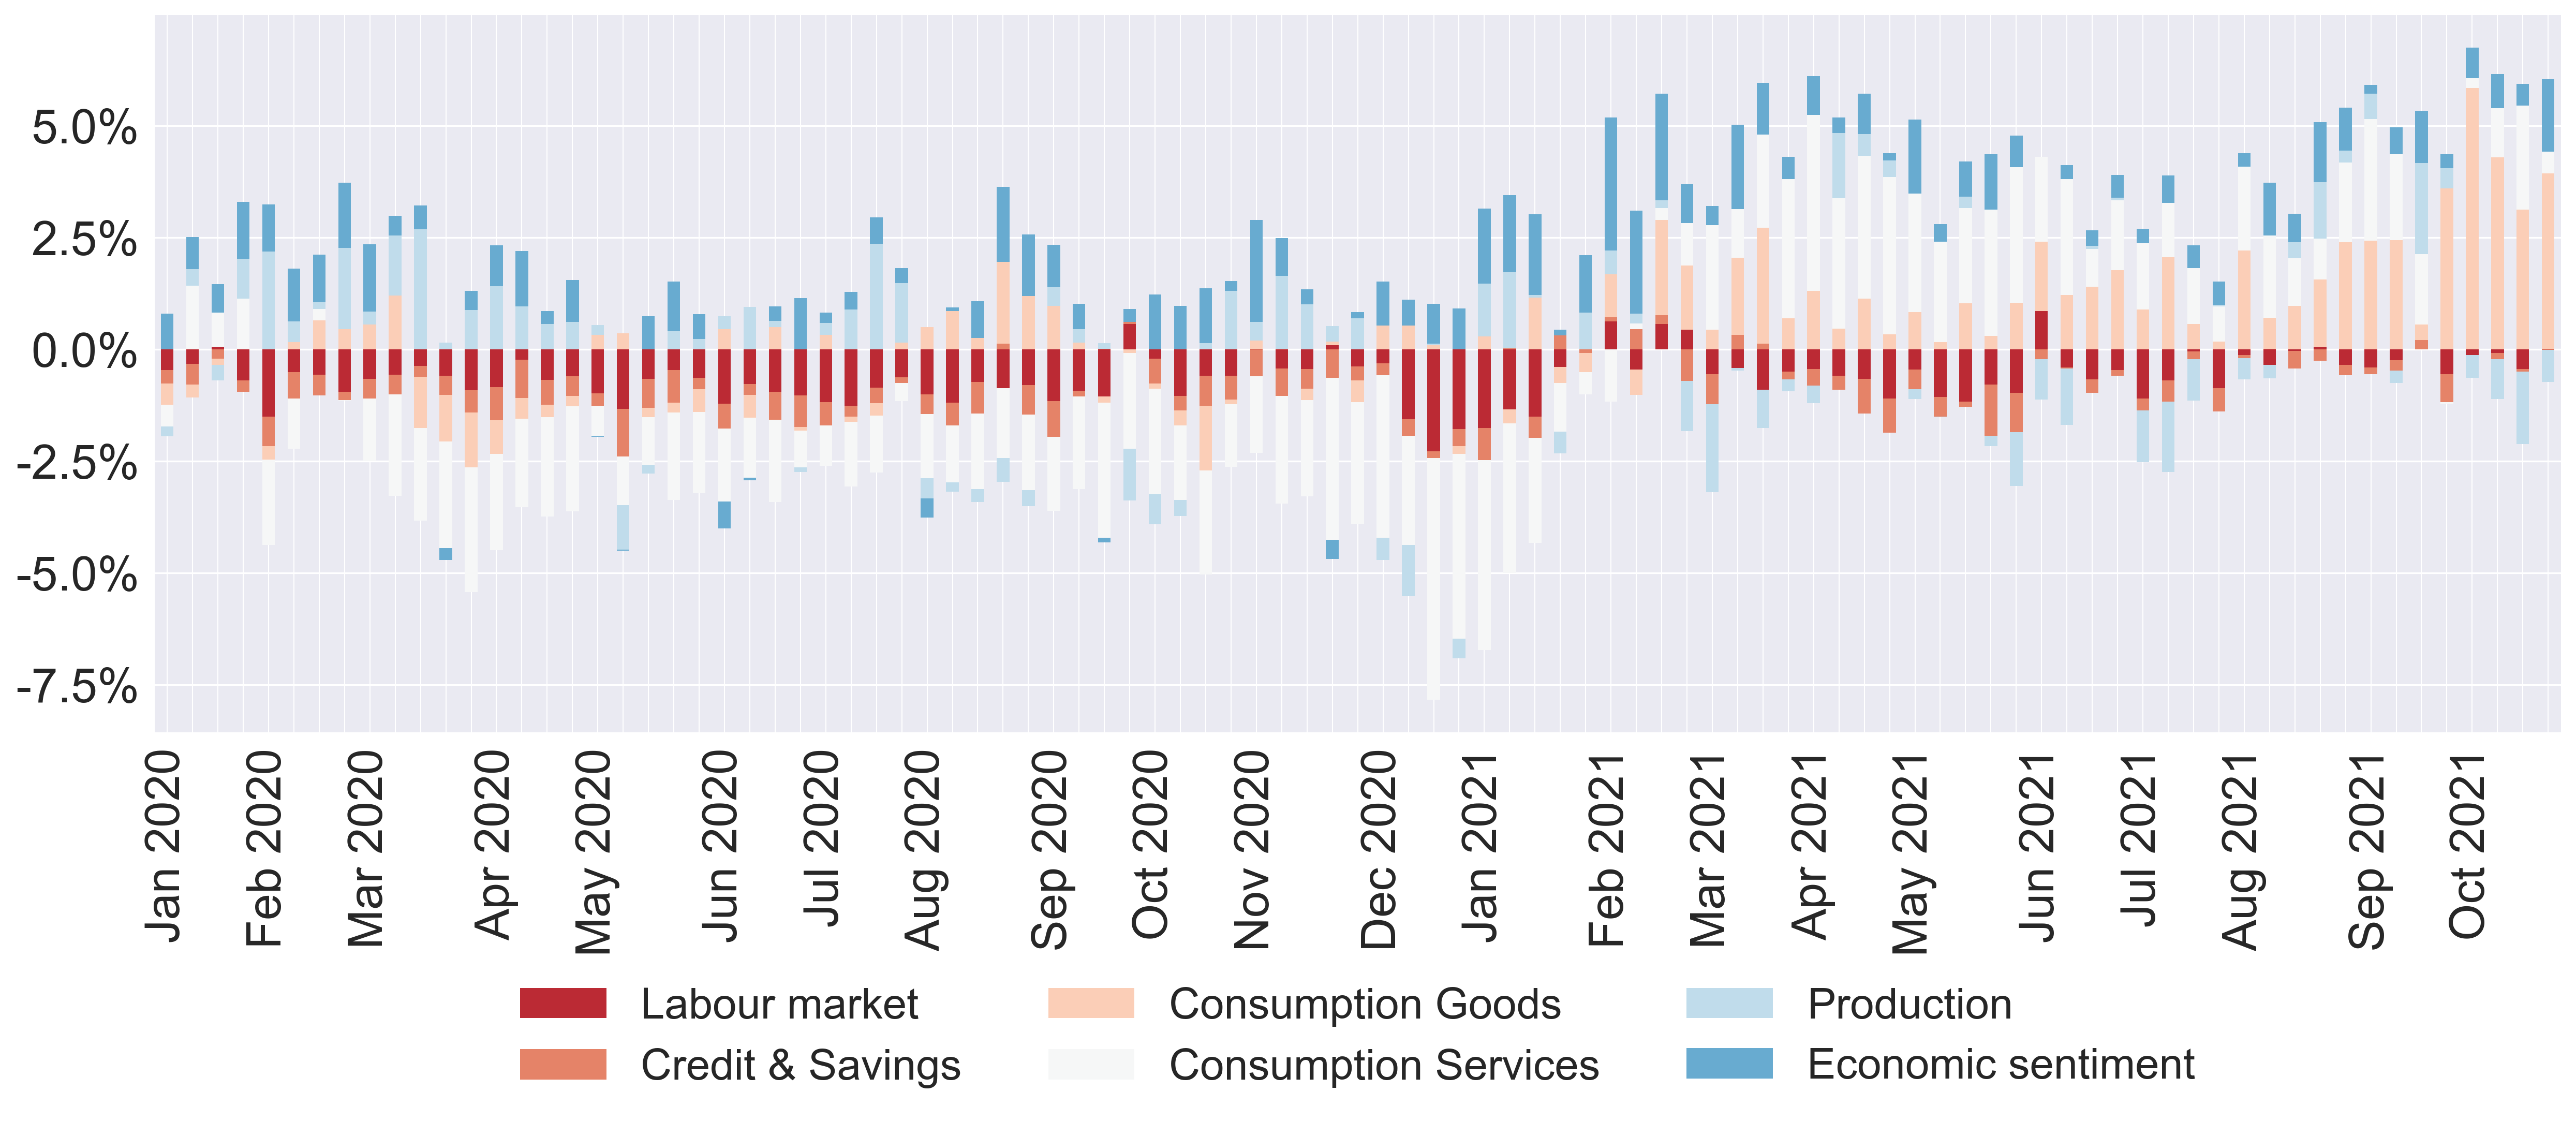 5.0%
2.5%
0.0%
-2.5%
-5.0%
-7.5%
Jan 2020
Feb 2020
Mar 2020
Apr 2020
May 2020
Jun 2020
Jul 2020
Aug 2020
Sep 2020
Oct 2020
Nov 2020
Dec 2020
Jan 2021
Feb 2021
Mar 2021
Apr 2021
May 2021
Jun 2021
Jul 2021
Aug 2021
Sep 2021
Oct 2021
Labour market
Consumption Goods
Production
Credit & Savings
Consumption Services
Economic sentiment